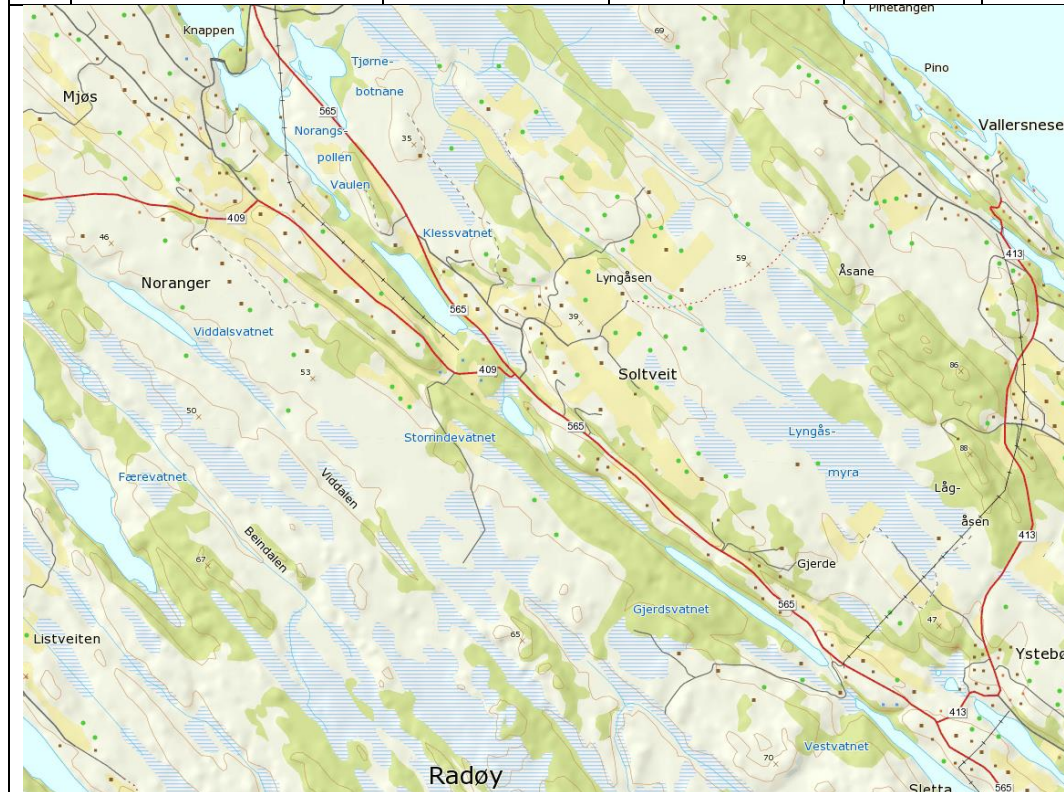 Pinetangen
Knappen
69
Tjørne-
botnane
Pino
Mjøs
565
Vallersnese
Norangs-
pollen
35
Vaulen
409
Klessvatnet
46
413
59
Åsane
Lyngåsen
Noranger
565
39
Viddalsvatnet
53
409
Soltveit
86
50
565
Lyngås-
myra
Storrindevatnet
88
Færevatnet
Viddalen
Låg-
åsen
Beindalen
413
67
Gjerde
565
Gjerdsvatnet
47
65
Listveiten
Ystebø
413
Vestvatnet
70
Radøy
Sletta
565